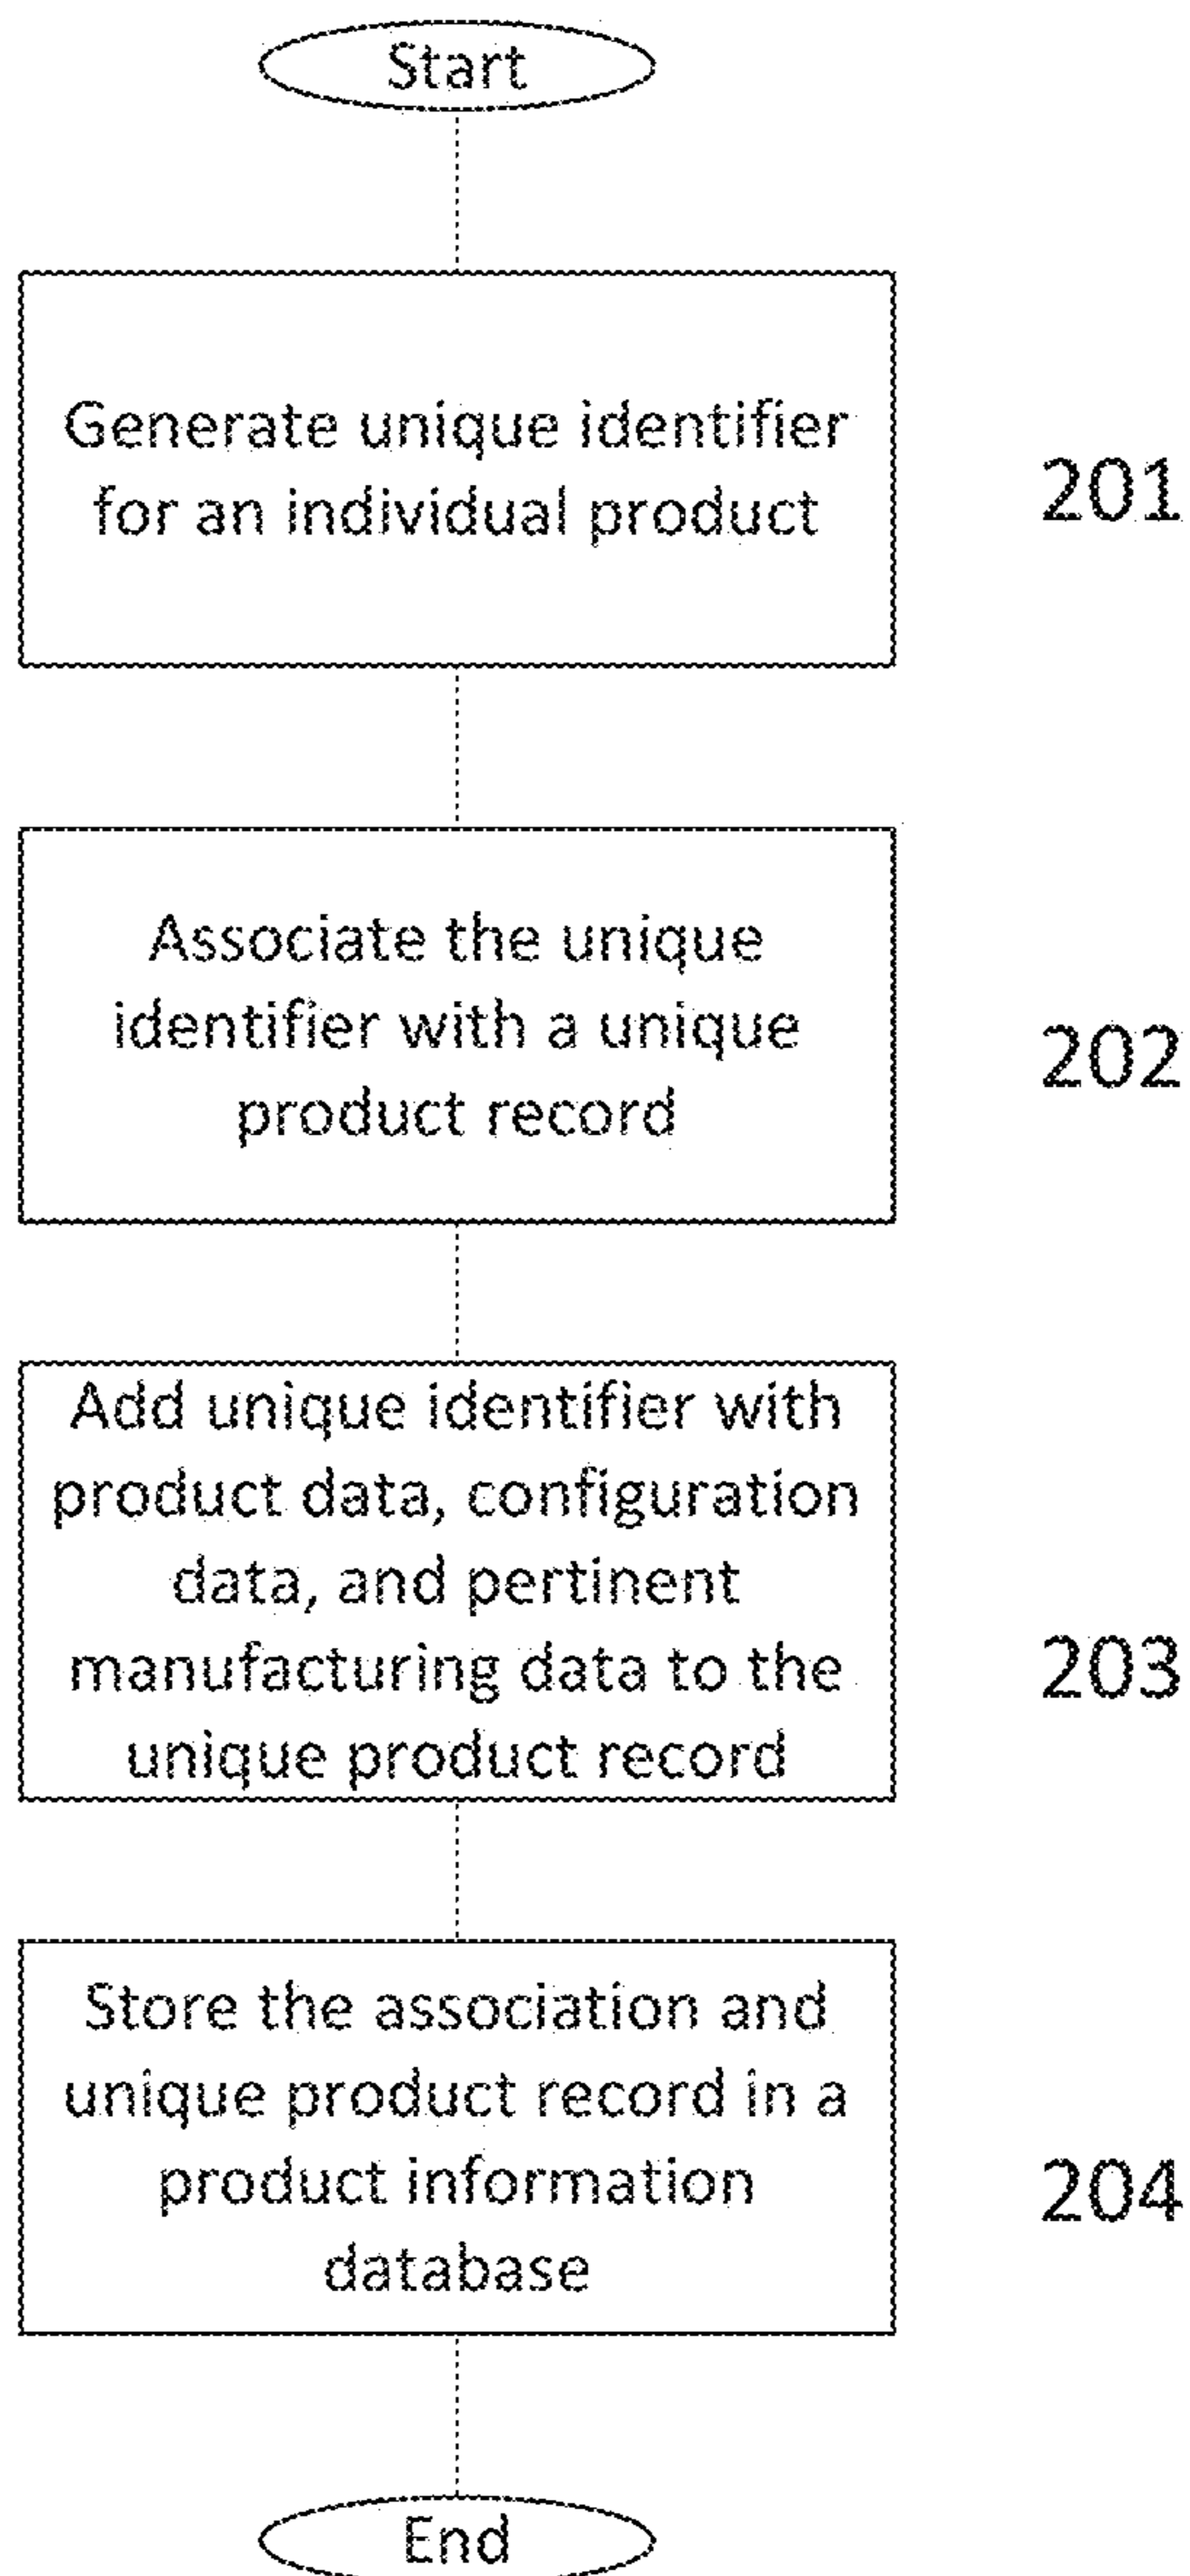 Start
Generate unique identifier
for an individual product
201
Associate the unique
identifier with a unique
product record
202
Add unique identifier with
product data, configuration
data, and pertinent
manufacturing data to the
unique product record
203
Store the association and
unique product record in a
product information
database
204
End